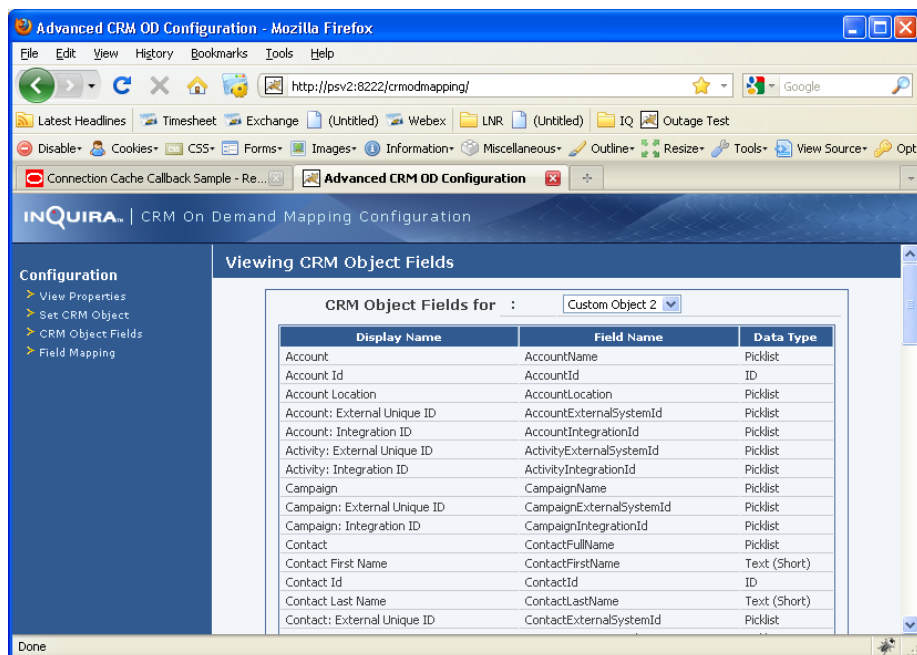 Advanced CRM OD Configuration - Mozilla Firefox
File Edit View History Bookmarks Tools Help
http://psv2:8222/crmodmapping/ Google
Latest Headlines Timesheet Exchange (Untitled) Webex LNR (Untitled) IQ Outage Test
Disable Cookies CSS Forms Images Information Miscellaneous Outline Resize Tools View Source Opt
Connection Cache Callback Sample - Re... Advanced CRM OD Configuration
INQUIRA™ | CRM On Demand Mapping Configuration
Configuration
View Properties
Set CRM Object
CRM Object Fields
Field Mapping
Viewing CRM Object Fields
CRM Object Fields for : Custom Object 2
Display Name Field Name Data Type
Account AccountName Picklist
Account Id AccountId ID
Account Location AccountLocation Picklist
Account: External Unique ID AccountExternalSystemId Picklist
Account: Integration ID AccountIntegrationId Picklist
Activity: External Unique ID ActivityExternalSystemId Picklist
Activity: Integration ID ActivityIntegrationId Picklist
Campaign CampaignName Picklist
Campaign: External Unique ID CampaignExternalSystemId Picklist
Campaign: Integration ID CampaignIntegrationId Picklist
Contact ContactFullName Picklist
Contact First Name ContactFirstName Text (Short)
Contact Id ContactId ID
Contact Last Name ContactLastName Text (Short)
Contact: External Unique ID ContactExternalSystemId Picklist
Done